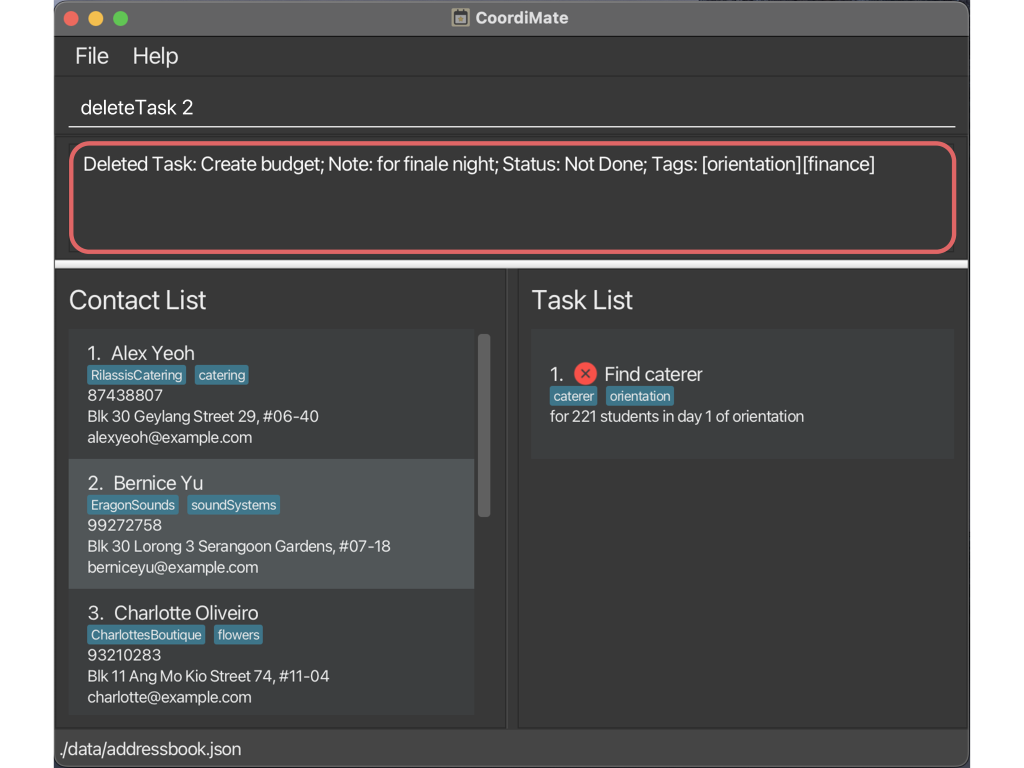 CoordiMate
File Help
deleteTask 2
Deleted Task: Create budget; Note: for finale night; Status: Not Done; Tags: [orientation][finance]
Contact List
1. Alex Yeoh
RilassisCatering catering
87438807
Blk 30 Geylang Street 29, #06-40
alexyeoh@example.com
2. Bernice Yu
EragonSounds soundSystems
99272758
Blk 30 Lorong 3 Serangoon Gardens, #07-18
berniceyu@example.com
3. Charlotte Oliveiro
CharlottesBoutique flowers
93210283
Blk 11 Ang Mo Kio Street 74, #11-04
charlotte@example.com
Task List
1. Find caterer
caterer orientation
for 221 students in day 1 of orientation
./data/addressbook.json